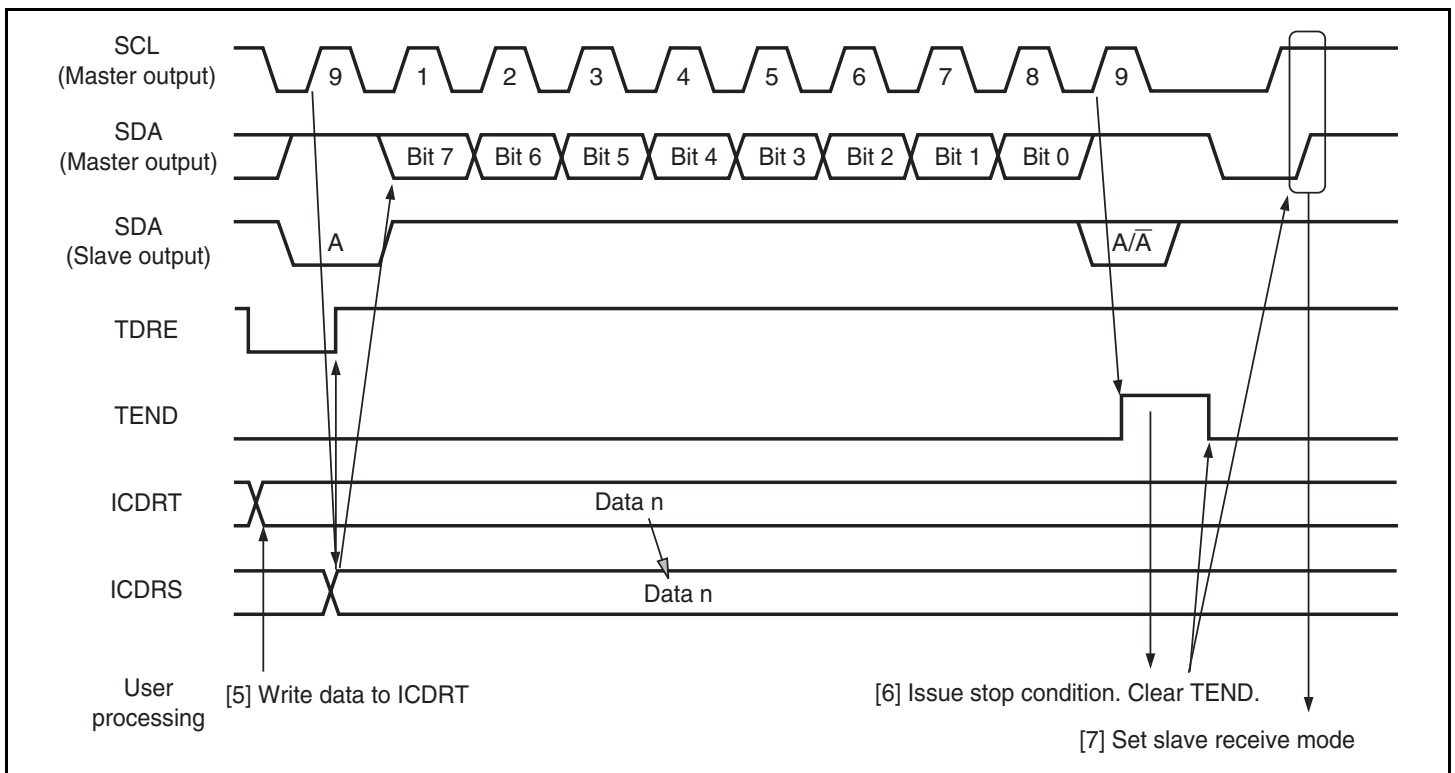 SCL
(Master output)
9 1 2 3 4 5 6 7 8 9
SDA
(Master output)
Bit 7 Bit 6 Bit 5 Bit 4 Bit 3 Bit 2 Bit 1 Bit 0
SDA
(Slave output)
A A/A̅
TDRE
TEND
ICDRT
Data n
ICDRS
Data n
User
processing
[5] Write data to ICDRT
[6] Issue stop condition. Clear TEND.
[7] Set slave receive mode